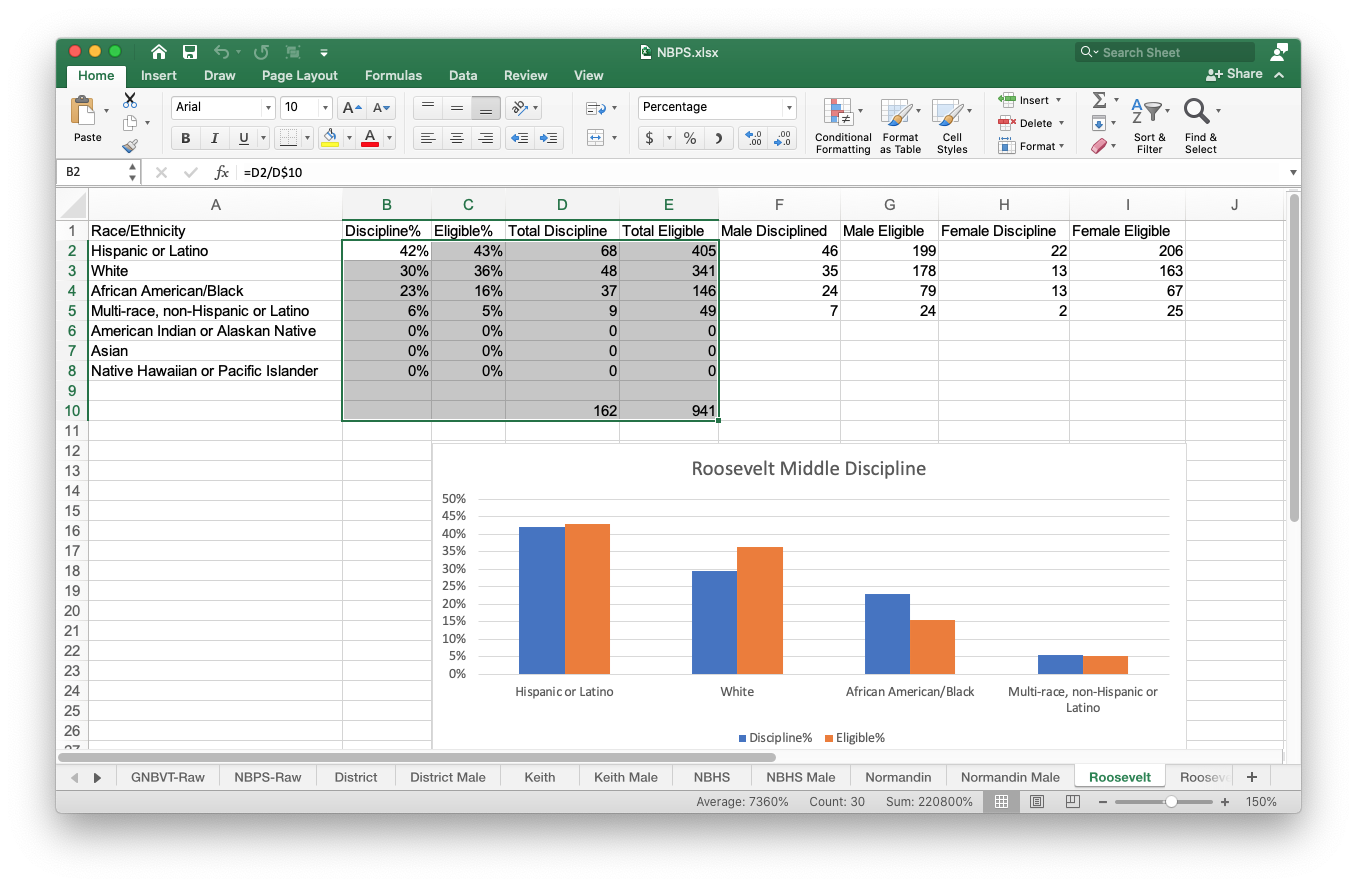 NBPS.xlsx
Search Sheet
Home Insert Draw Page Layout Formulas Data Review View Share
Paste
Arial 10 A A
B I U A
Percentage
$ % .0 .00
.00 .0
Conditional Formatting
Format as Table
Cell Styles
Insert
Delete
Format
Sort & Filter
Find & Select
B2 fx =D2/D$10
A B C D E F G H I J
1 Race/Ethnicity Discipline% Eligible% Total Discipline Total Eligible Male Disciplined Male Eligible Female Discipline Female Eligible
2 Hispanic or Latino 42% 43% 68 405 46 199 22 206
3 White 30% 36% 48 341 35 178 13 163
4 African American/Black 23% 16% 37 146 24 79 13 67
5 Multi-race, non-Hispanic or Latino 6% 5% 9 49 7 24 2 25
6 American Indian or Alaskan Native 0% 0% 0 0
7 Asian 0% 0% 0 0
8 Native Hawaiian or Pacific Islander 0% 0% 0 0
9
10 162 941
11
12
13
14
15
16
17
18
19
20
21
22
23
24
25
26
27
Roosevelt Middle Discipline
50%
45%
40%
35%
30%
25%
20%
15%
10%
5%
0%
Hispanic or Latino White African American/Black Multi-race, non-Hispanic or
Latino
Discipline% Eligible%
GNBVT-Raw NBPS-Raw District District Male Keith Keith Male NBHS NBHS Male Normandin Normandin Male Roosevelt
Average: 7360% Count: 30 Sum: 220800% 150%